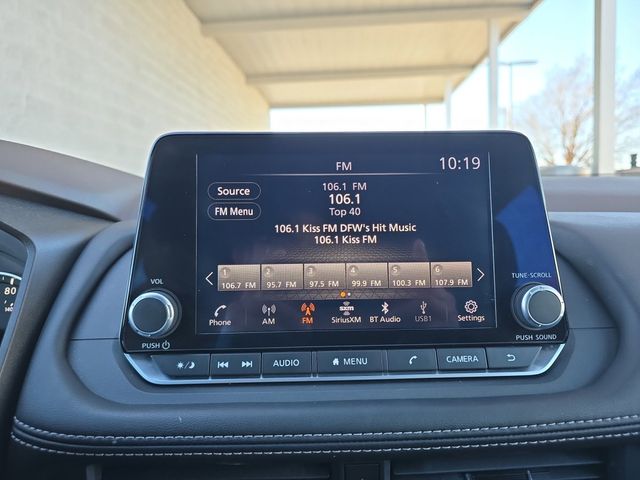 FM
10:19
Source
FM Menu
106.1 FM
106.1
Top 40
106.1 Kiss FM DFW's Hit Music
106.1 Kiss FM
1 2 3 4 5 6
106.7 FM 95.7 FM 97.5 FM 99.9 FM 100.3 FM 107.9 FM
Phone AM FM SiriusXM BT Audio USB1 Settings
sxm
VOL
PUSH
TUNE·SCROLL
PUSH SOUND
AUDIO MENU CAMERA
80
140